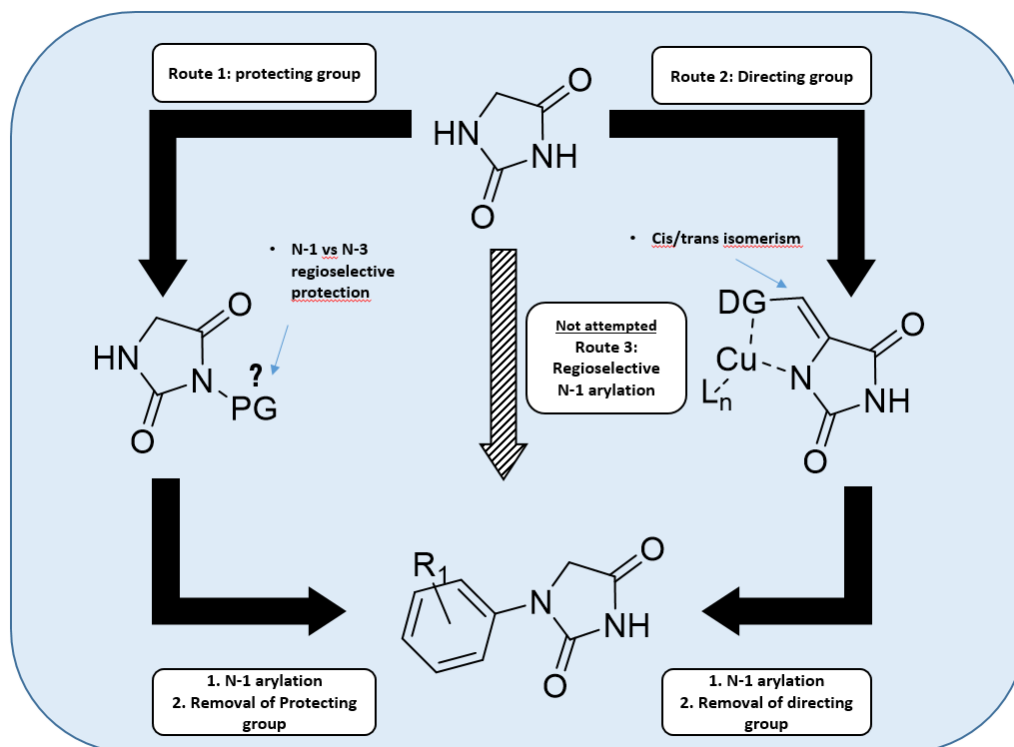 Route 1: protecting group
Route 2: Directing group
O
HN
NH
O
• N-1 vs N-3
regioselective
protection
• Cis/trans isomerism
O
HN
N
?
PG
O
Not attempted
Route 3:
Regioselective
N-1 arylation
DG
O
Cu
N
Ln
NH
O
R1
O
N
NH
O
1. N-1 arylation
2. Removal of Protecting
group
1. N-1 arylation
2. Removal of directing
group